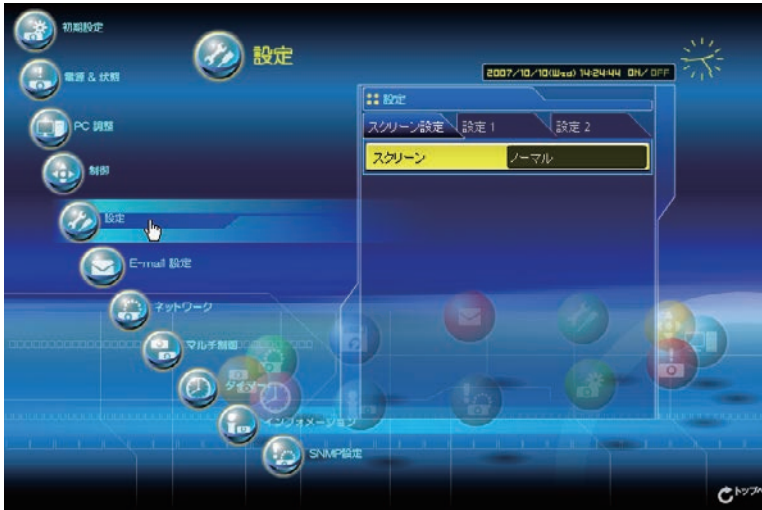 初期設定
電源 & 状態
PC 調整
制御
設定
E-mail 設定
ネットワーク
マルチ制御
タイマー
インフォメーション
SNMP設定
設定
2007/10/10(Wed) 14:24:44 ON/OFF
設定
スクリーン設定 設定 1 設定 2
スクリーン ノーマル
トップへ